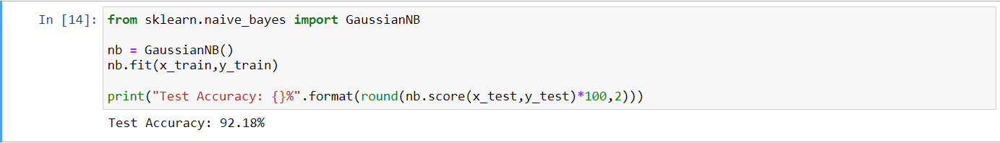 In [14]: from sklearn.naive_bayes import GaussianNB
nb = GaussianNB()
nb.fit(x_train,y_train)
print("Test Accuracy: {}%".format(round(nb.score(x_test,y_test)*100,2)))
Test Accuracy: 92.18%